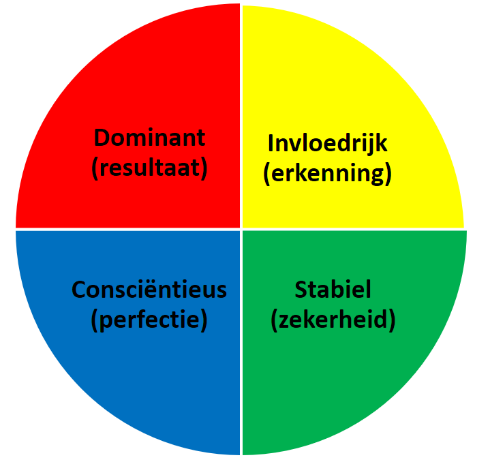 Dominant
(resultaat)
Invloedrijk
(erkenning)
Consciëntieus
(perfectie)
Stabiel
(zekerheid)